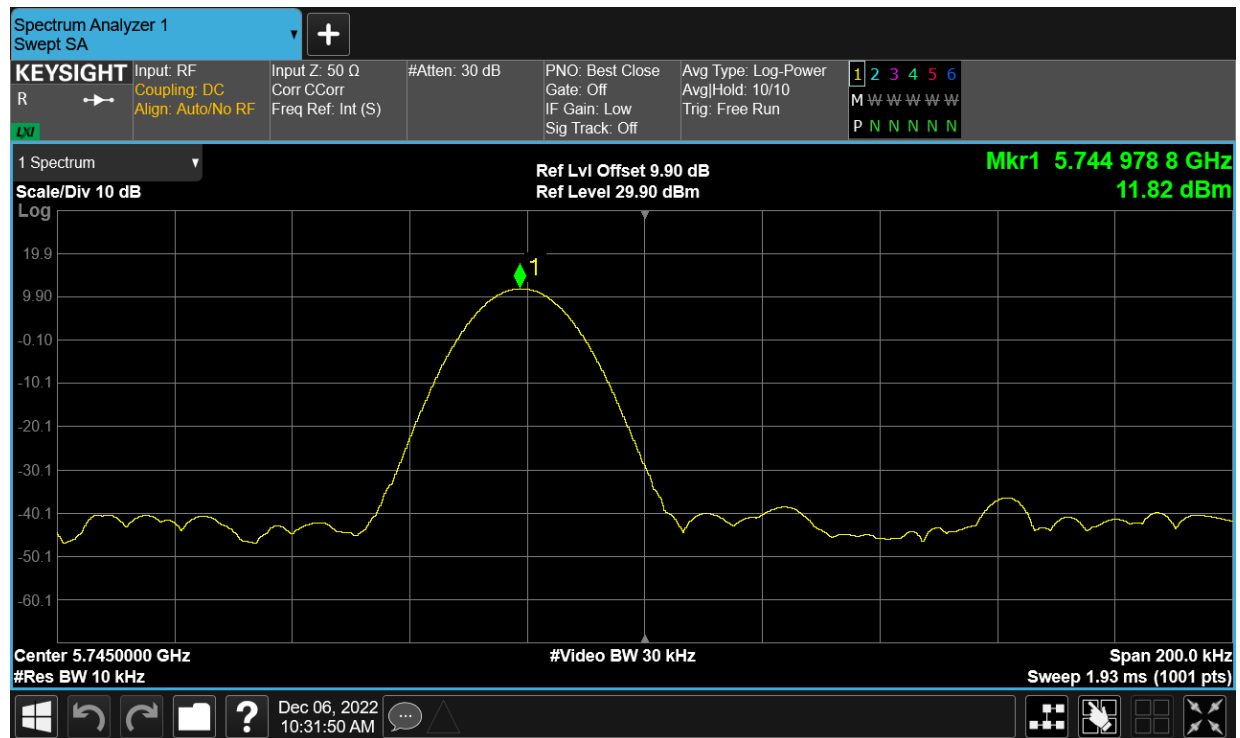 Spectrum Analyzer 1
Swept SA
KEYSIGHT
R
LXI
Input: RF
Coupling: DC
Align: Auto/No RF
Input Z: 50 Ω
Corr CCorr
Freq Ref: Int (S)
#Atten: 30 dB
PNO: Best Close
Gate: Off
IF Gain: Low
Sig Track: Off
Avg Type: Log-Power
Avg|Hold: 10/10
Trig: Free Run
1 2 3 4 5 6
M W W W W W
P N N N N N
1 Spectrum
Scale/Div 10 dB
Log
Ref Lvl Offset 9.90 dB
Ref Level 29.90 dBm
Mkr1 5.744 978 8 GHz
11.82 dBm
1
19.9
9.90
-0.10
-10.1
-20.1
-30.1
-40.1
-50.1
-60.1
Center 5.7450000 GHz
#Res BW 10 kHz
#Video BW 30 kHz
Span 200.0 kHz
Sweep 1.93 ms (1001 pts)
?
Dec 06, 2022
10:31:50 AM